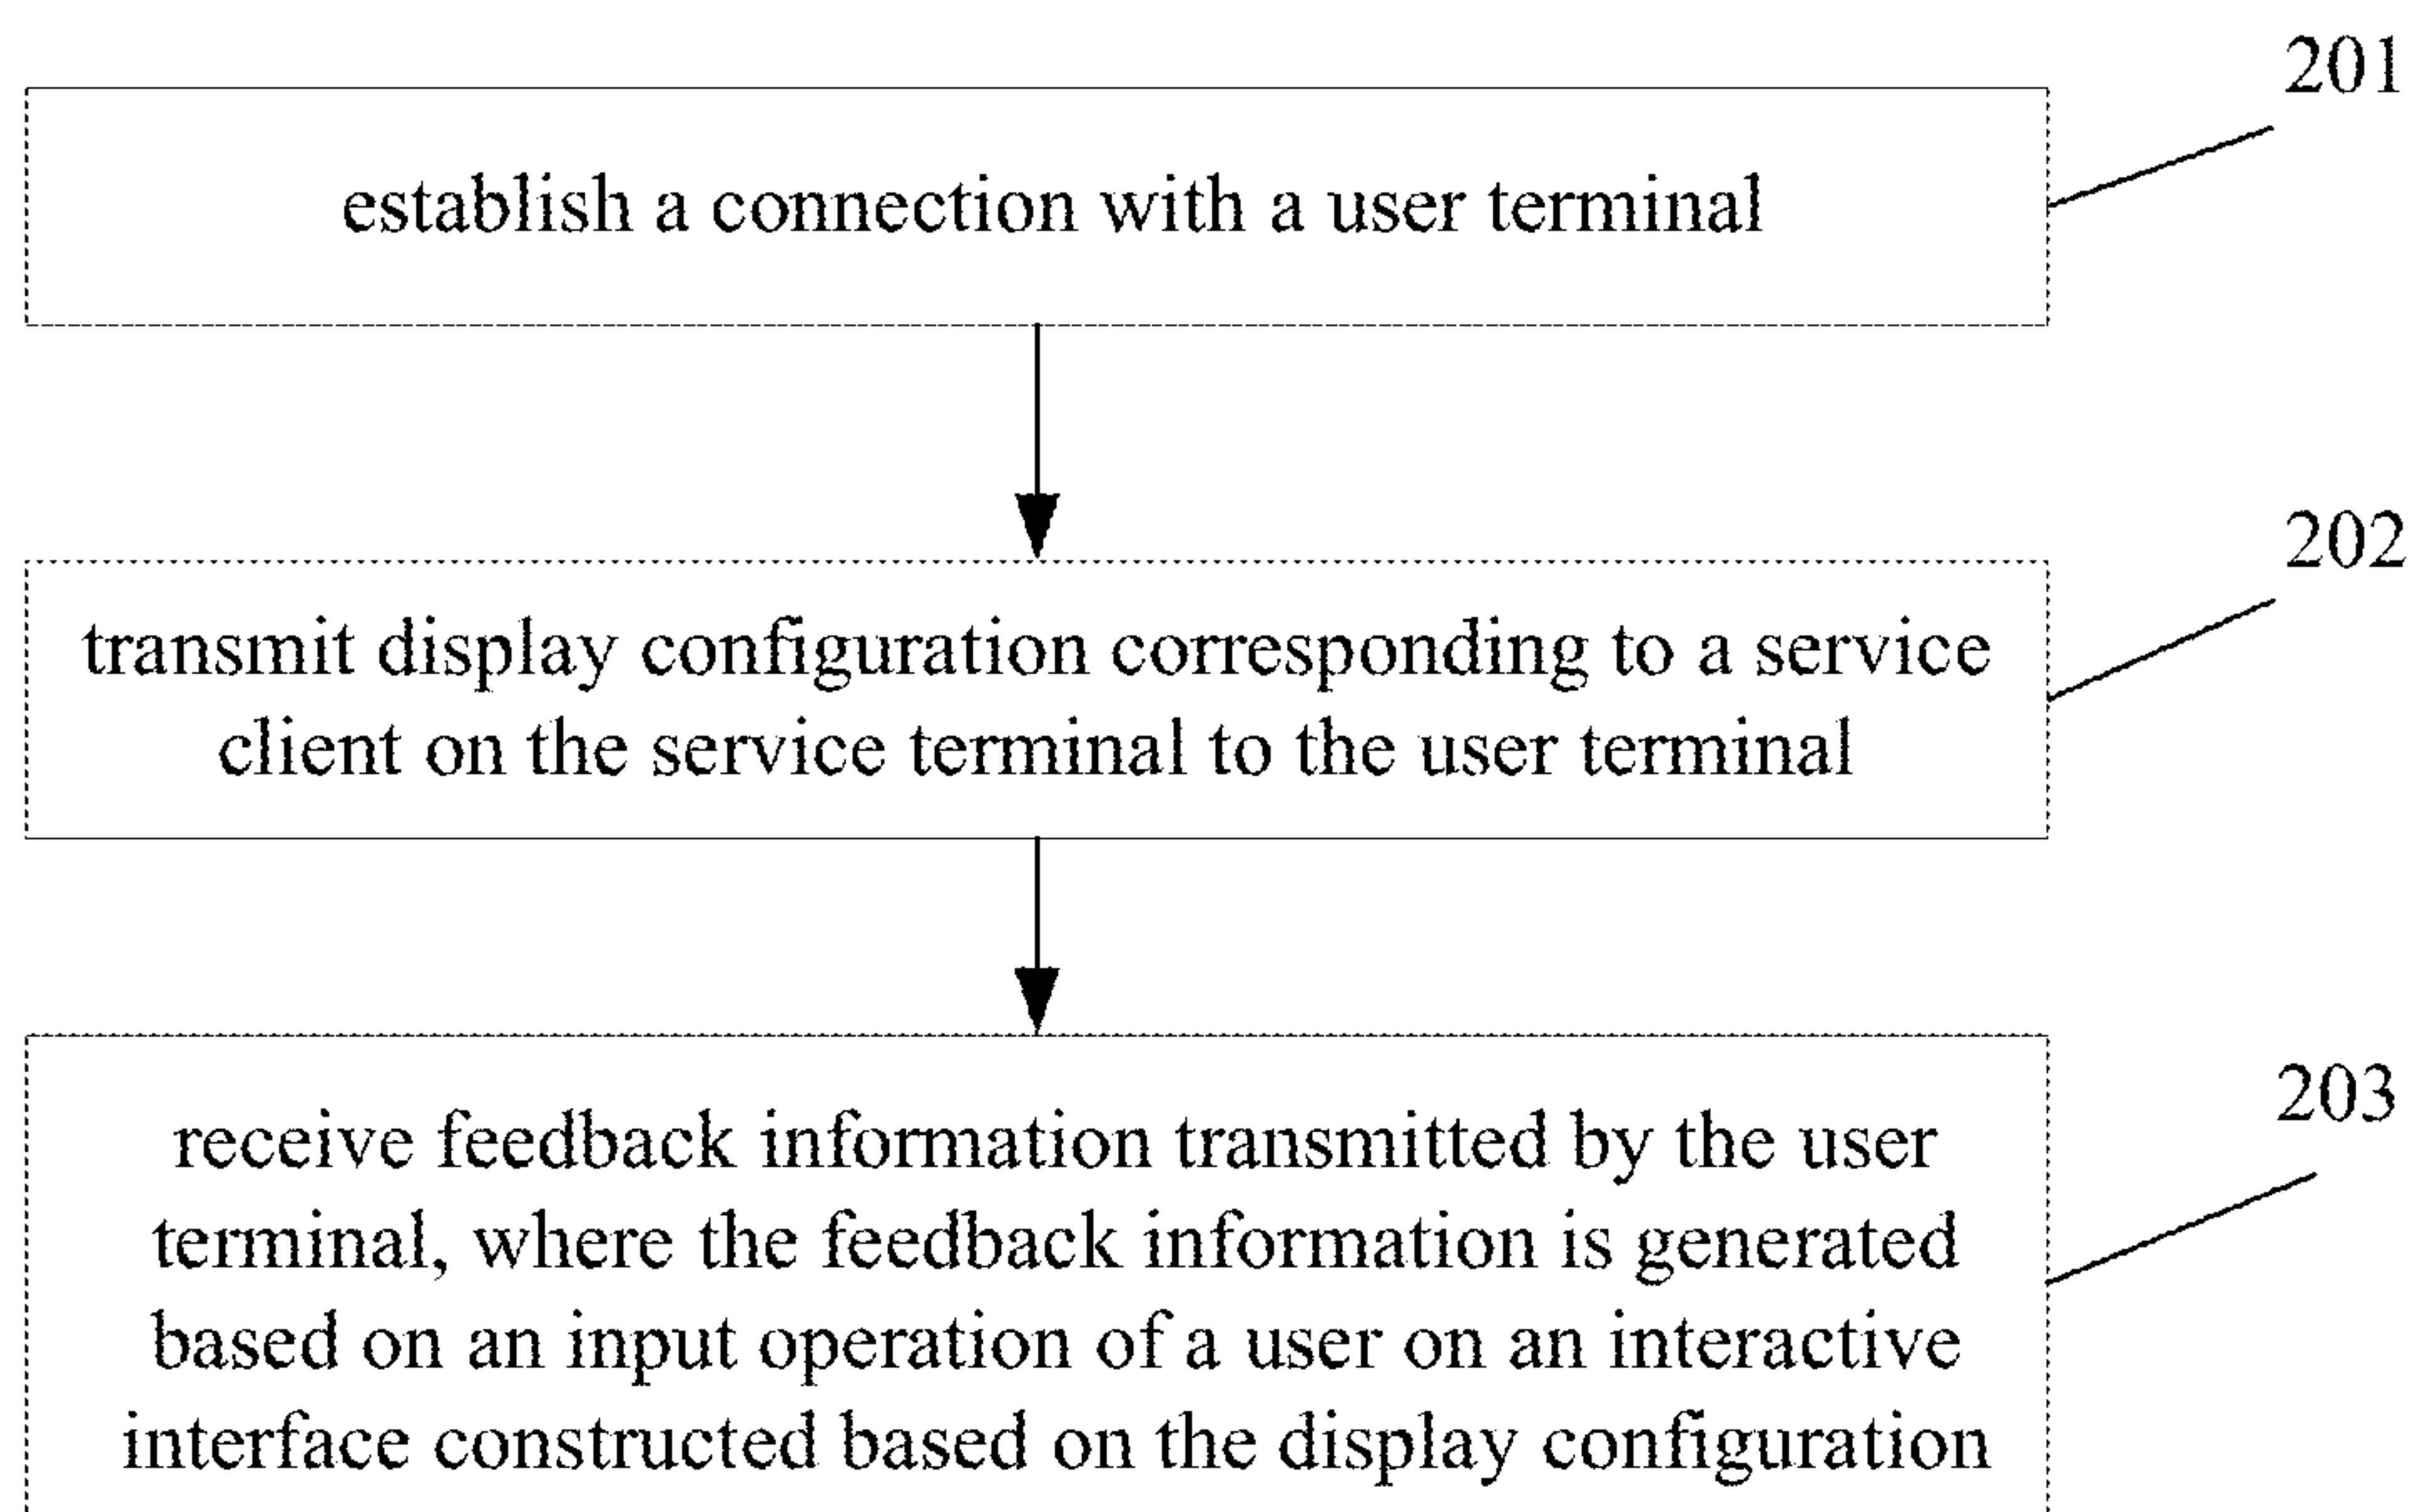 201
establish a connection with a user terminal
202
transmit display configuration corresponding to a service
client on the service terminal to the user terminal
203
receive feedback information transmitted by the user
terminal, where the feedback information is generated
based on an input operation of a user on an interactive
interface constructed based on the display configuration